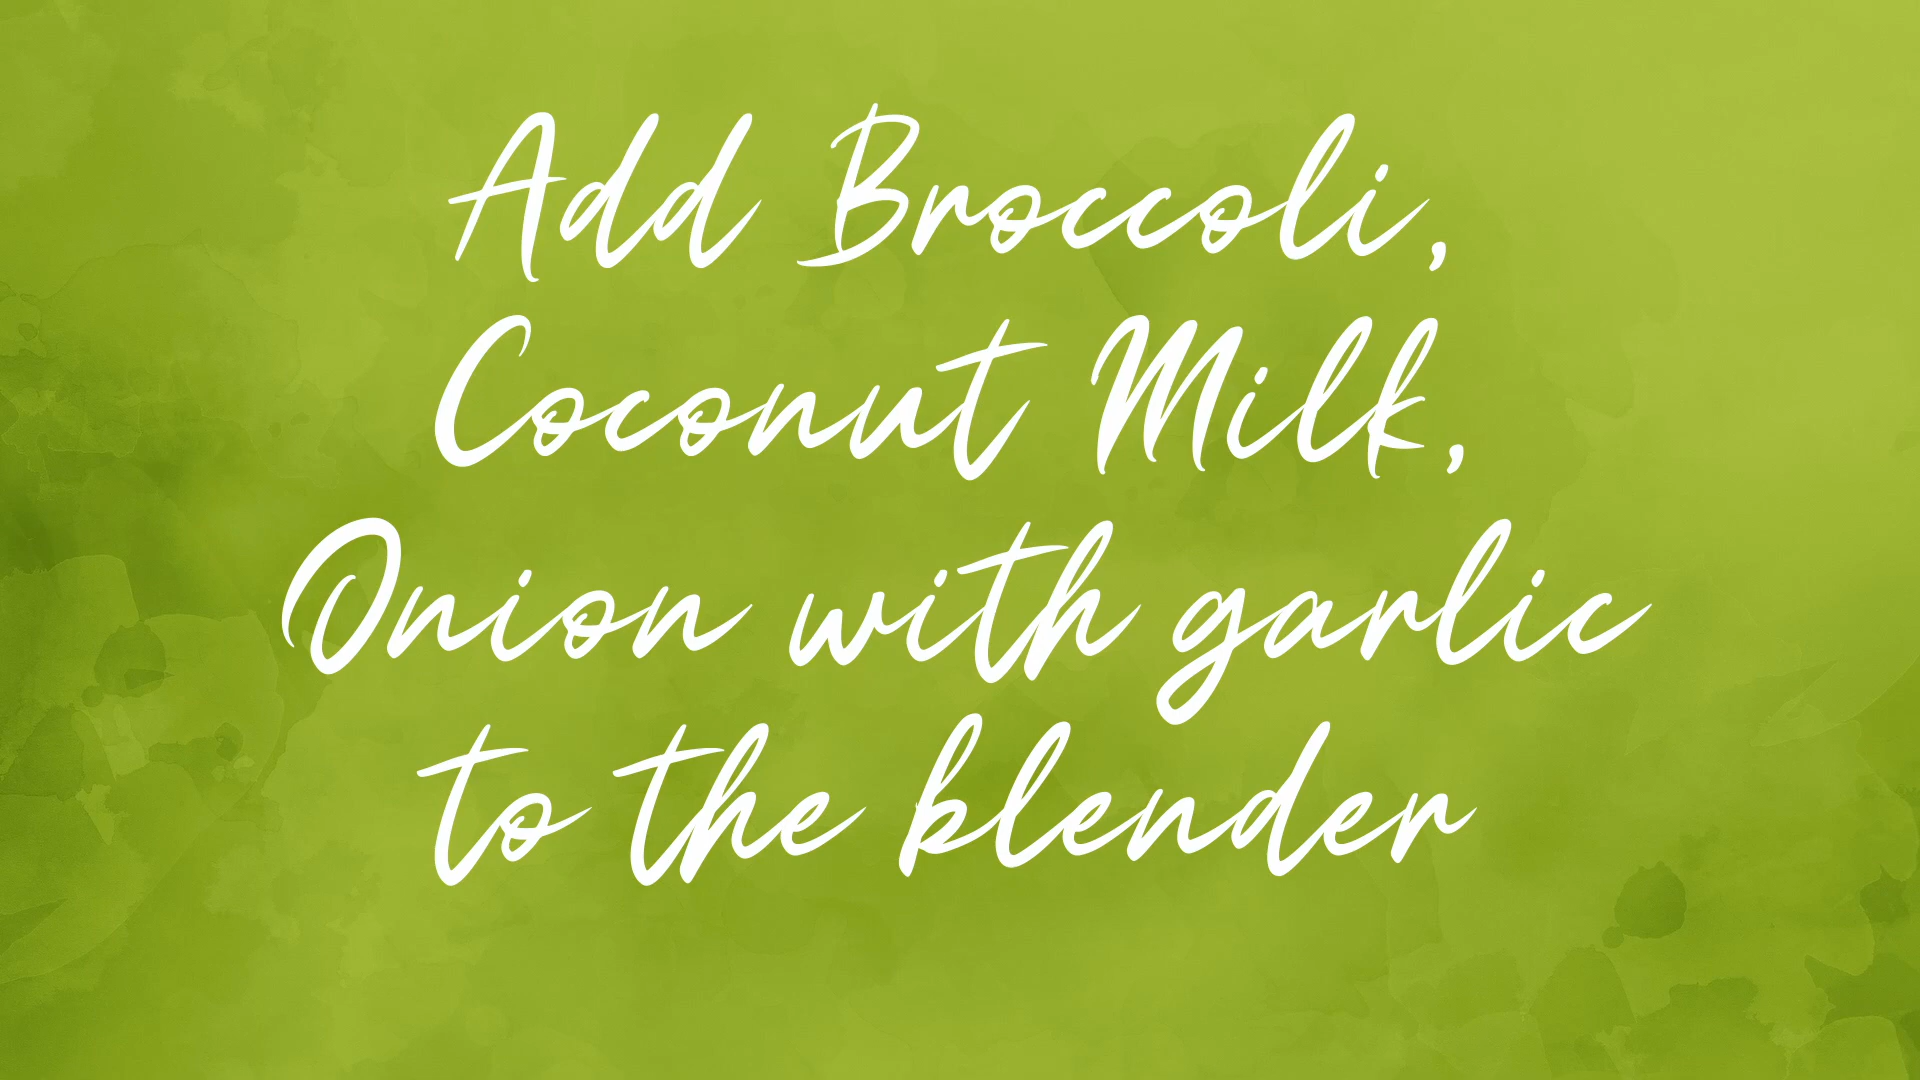 Add Broccoli,
Coconut Milk,
Onion with garlic
to the blender